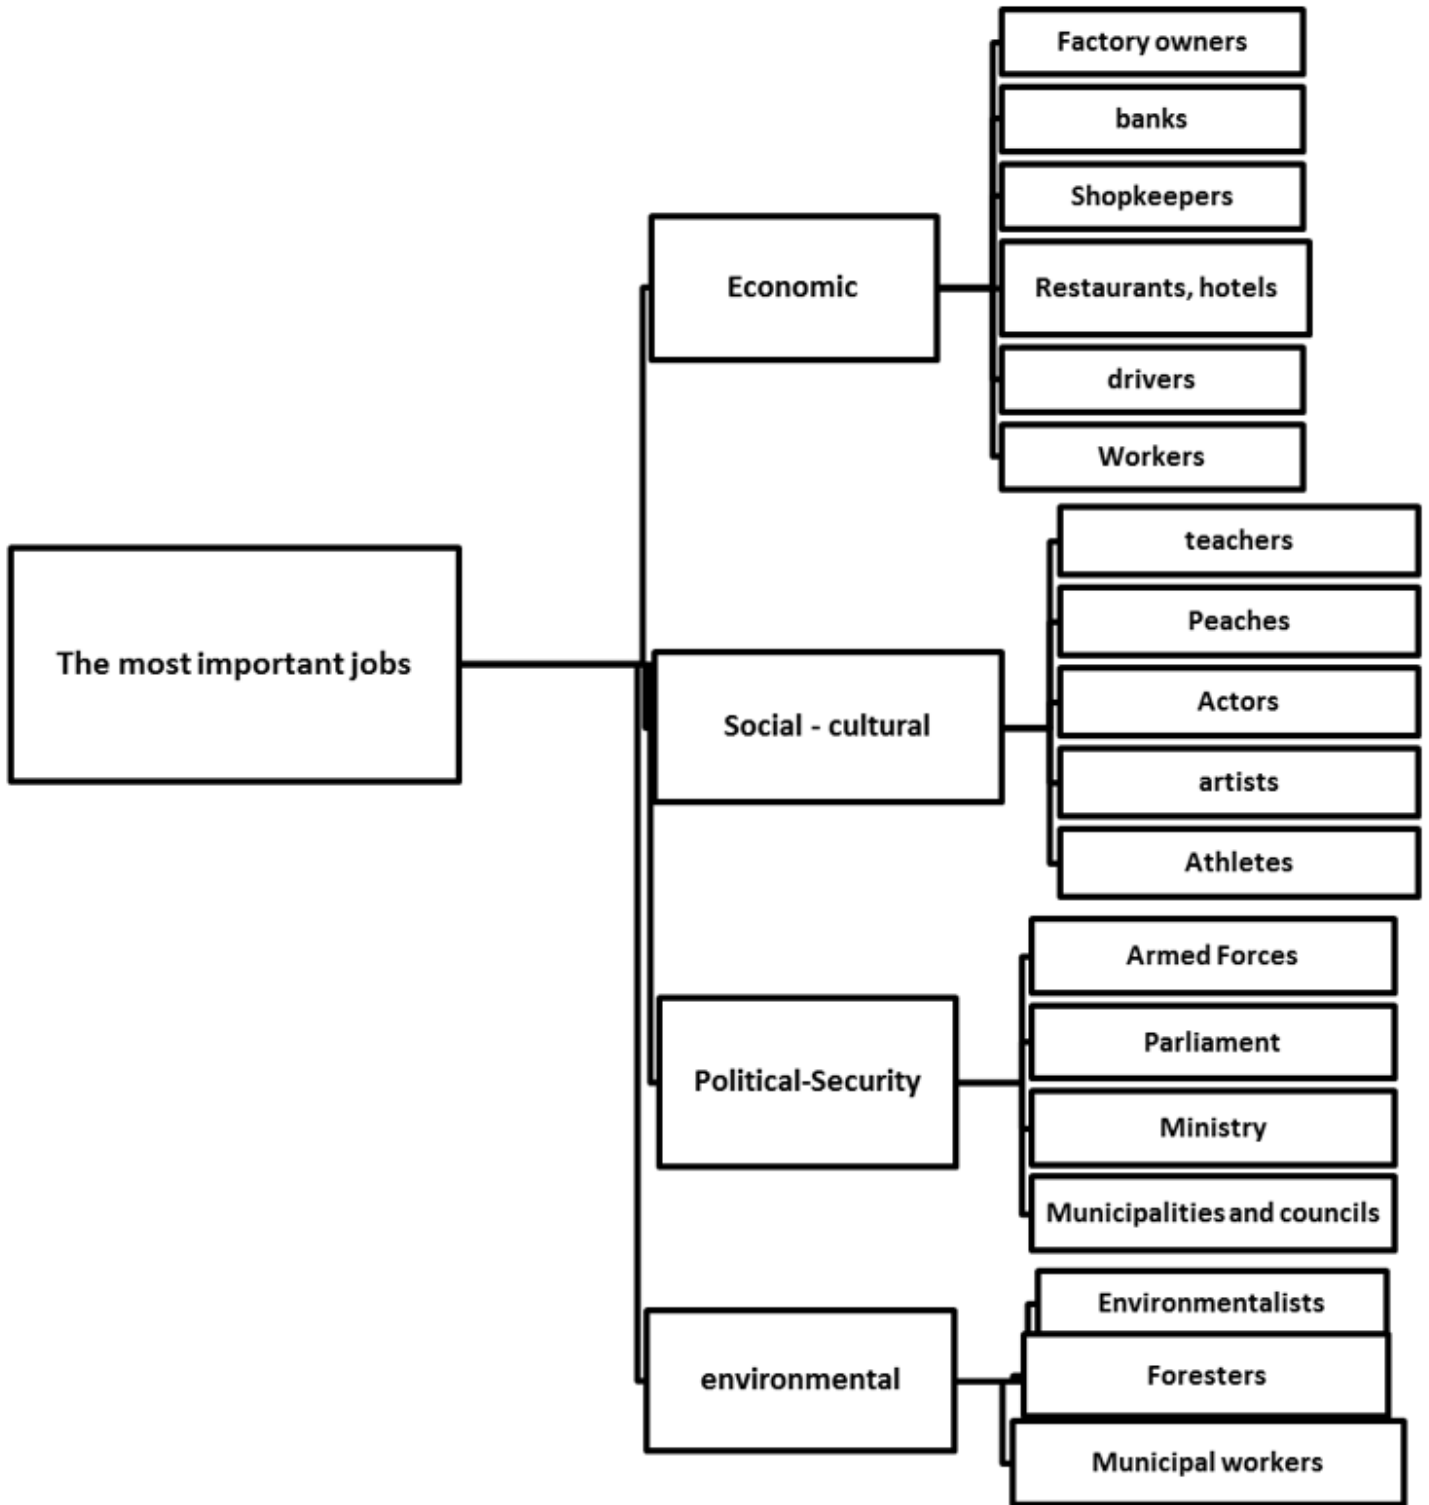 The most important jobs
Economic
Factory owners
banks
Shopkeepers
Restaurants, hotels
drivers
Workers
Social - cultural
teachers
Peaches
Actors
artists
Athletes
Political-Security
Armed Forces
Parliament
Ministry
Municipalities and councils
environmental
Environmentalists
Foresters
Municipal workers